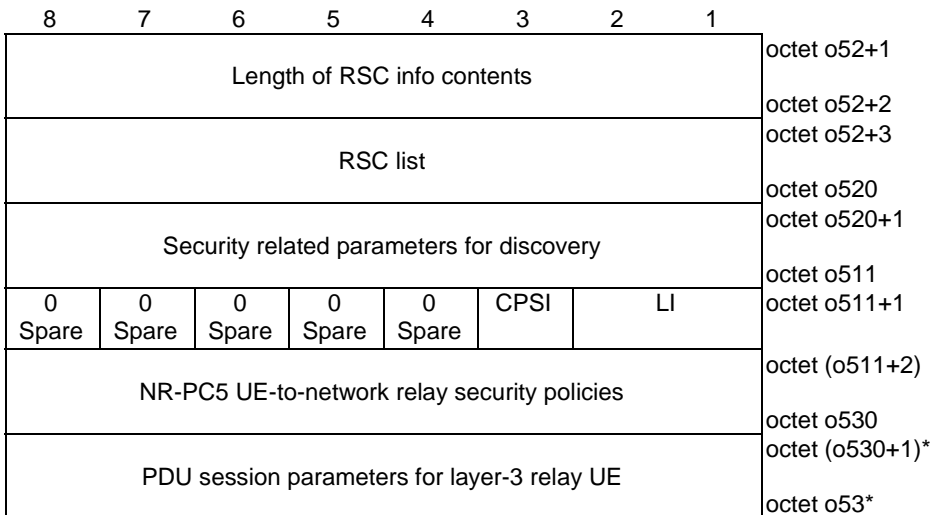 8 7 6 5 4 3 2 1
octet o52+1
Length of RSC info contents
octet o52+2
octet o52+3
RSC list
octet o520
octet o520+1
Security related parameters for discovery
octet o511
0 0 0 0 0 CPSI LI octet o511+1
Spare Spare Spare Spare Spare
octet (o511+2)
NR-PC5 UE-to-network relay security policies
octet o530
octet (o530+1)*
PDU session parameters for layer-3 relay UE
octet o53*